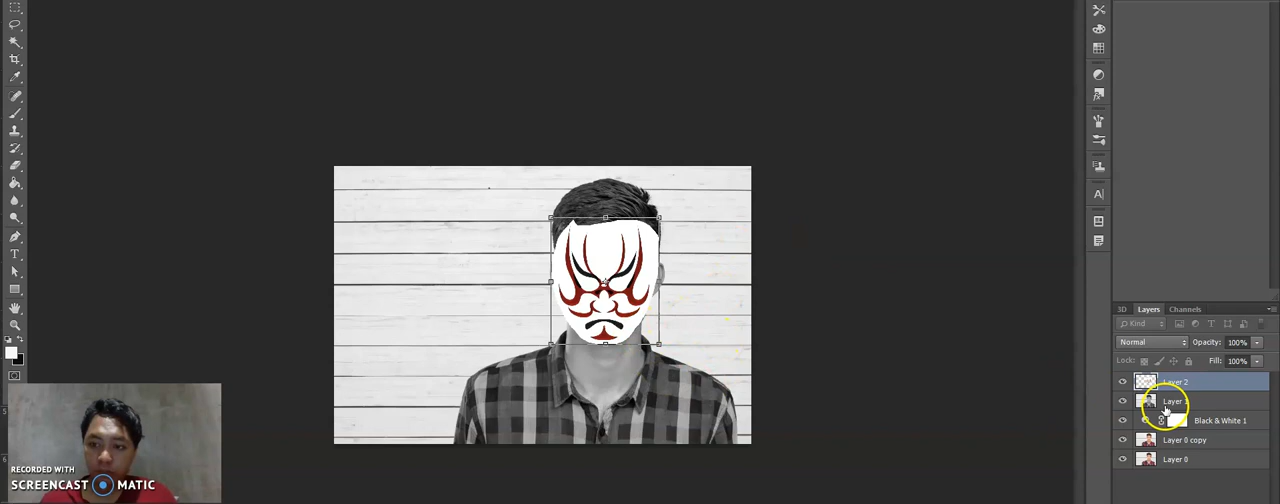 3D Layers Channels
Kind
Normal Opacity: 100%
Lock: Fill: 100%
Layer 2
Layer 1
Black & White 1
Layer 0 copy
Layer 0
RECORDED WITH
SCREENCAST MATIC